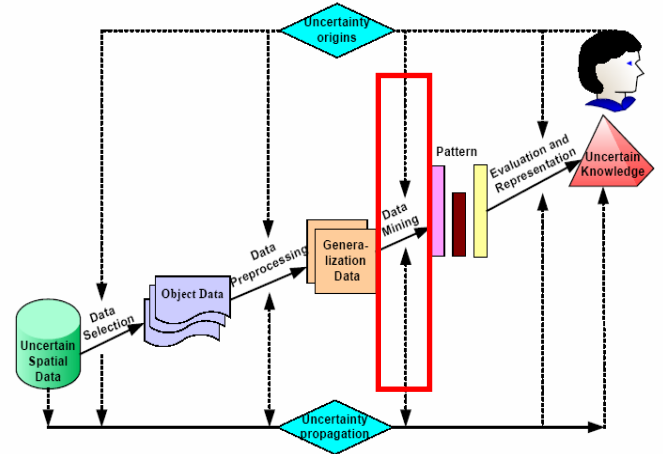 Uncertainty
origins
Pattern
Evaluation and
Representation
Uncertain
Knowledge
Data
Mining
Genera-
lization
Data
Data
Preprocessing
Object Data
Data
Selection
Uncertain
Spatial
Data
Uncertainty
propagation